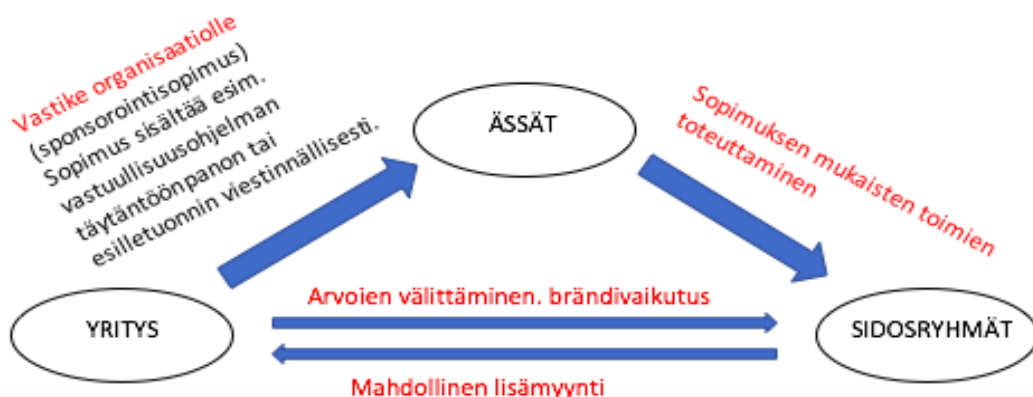 Vastike organisaatiolle
(sponsorointisopimus)
Sopimus sisältää esim.
vastuullisuusohjelman
täytäntöönpanon tai
esilletuonnin viestinnällisesti.
ÄSSÄT
Sopimuksen mukaisten toimien
toteuttaminen
Arvoien välittäminen. brändivaikutus
YRITYS
SIDOSRYHMÄT
Mahdollinen lisämyynti